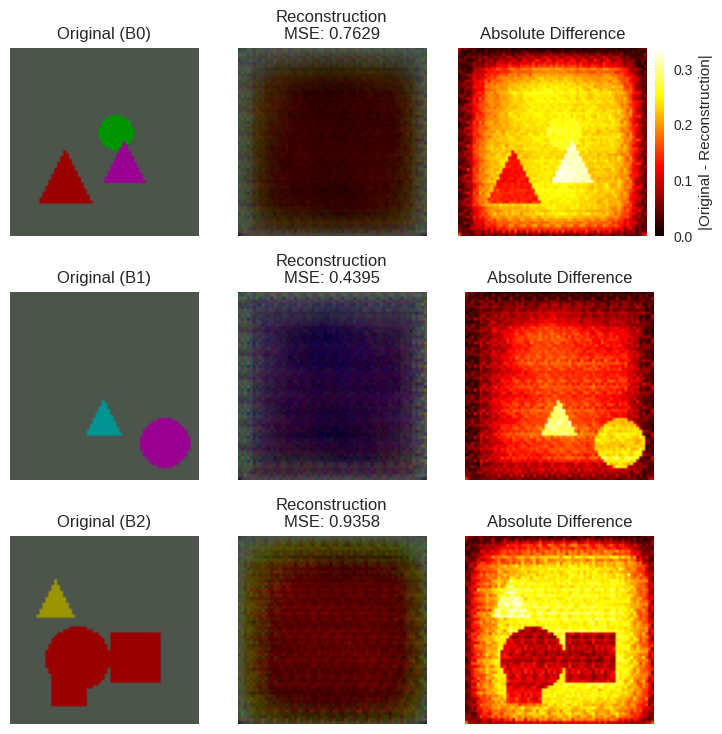 Original (B0)
Reconstruction
MSE: 0.7629
Absolute Difference
0.3
0.2
0.1
0.0
|Original - Reconstruction|
Original (B1)
Reconstruction
MSE: 0.4395
Absolute Difference
Original (B2)
Reconstruction
MSE: 0.9358
Absolute Difference